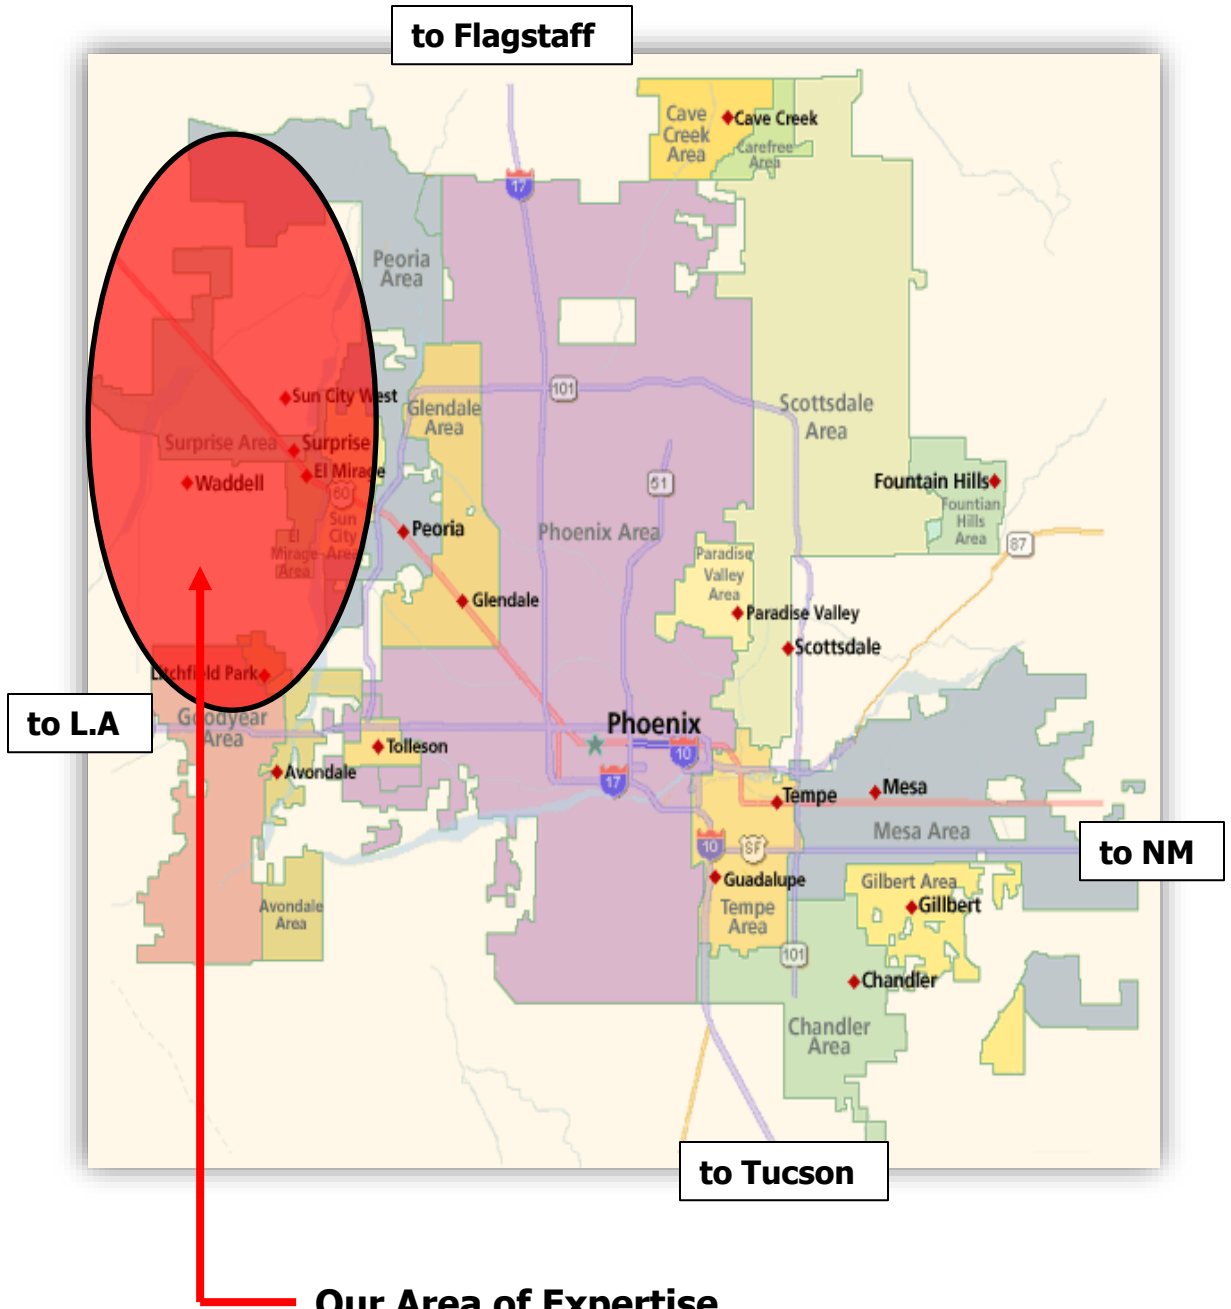 to Flagstaff
Cave
Creek
Area
Cave Creek
Carefree
Area
17
Peoria
Area
101
Sun City West
Glendale
Area
Scottsdale
Area
Surprise Area
Surprise
El Mirage
Waddell
60
51
Fountain Hills
Fountian
Hills
Area
Sun
City
Area
Peoria
Phoenix Area
87
El
Mirage
Area
Paradise
Valley
Area
Glendale
Paradise Valley
Scottsdale
Litchfield Park
to L.A
Goodyear
Area
Phoenix
Tolleson
10
Avondale
17
Tempe
Mesa
Mesa Area
10
SF
to NM
Guadalupe
Gilbert Area
Gillbert
Avondale
Area
Tempe
Area
101
Chandler
Chandler
Area
to Tucson
Our Area of Expertise